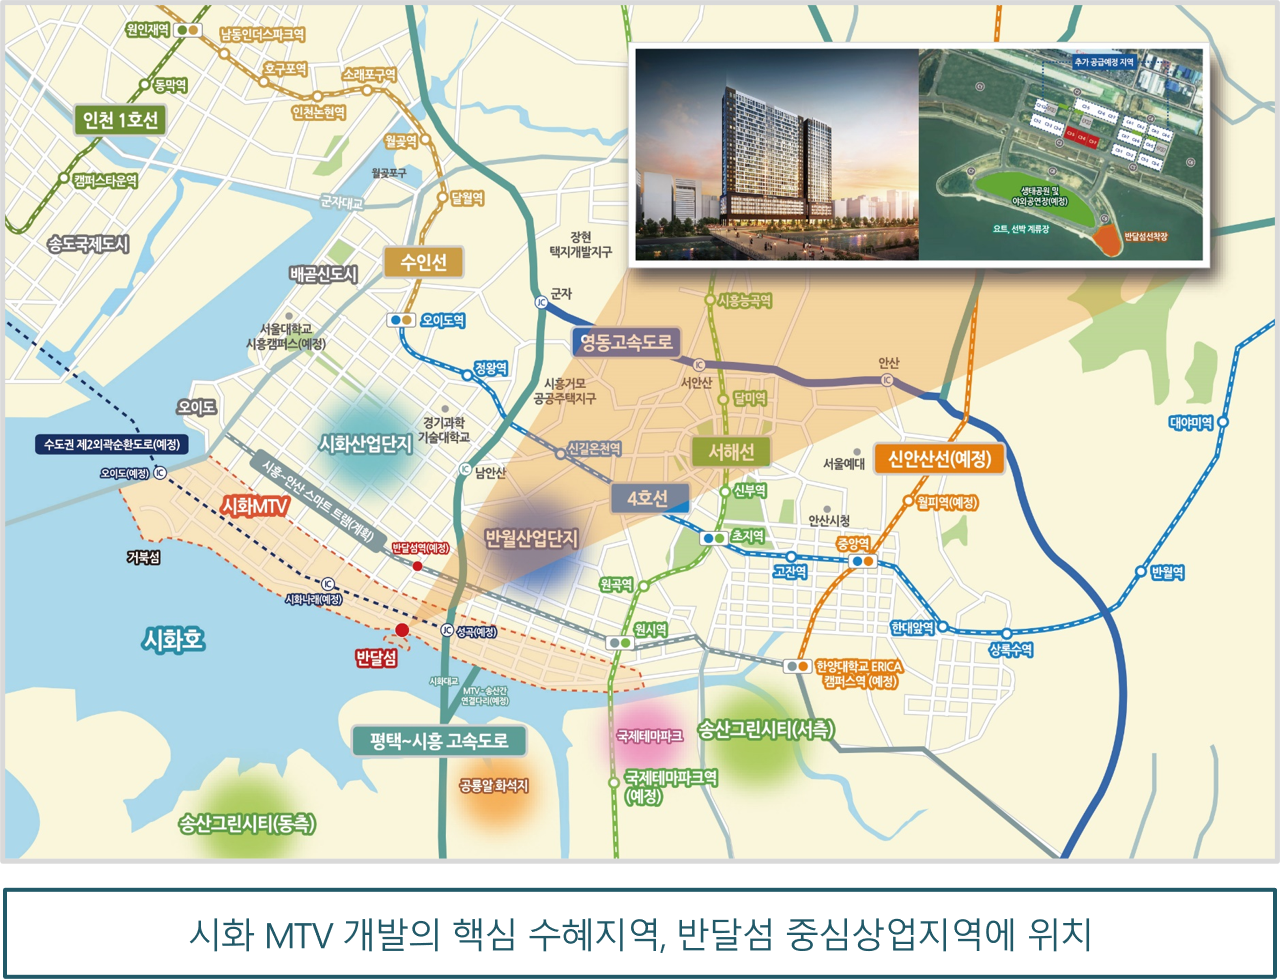 원인재역
남동인더스파크역
호구포역
소래포구역
동막역
인천논현역
인천 1호선
월곶역
월곶포구
캠퍼스타운역
군자대교
달월역
송도국제도시
배곧신도시
수인선
장현
택지개발지구
JC
군자
서울대학교
시흥캠퍼스(예정)
오이도역
정왕역
영동고속도로
시흥능곡역
IC
서안산
안산
IC
시흥거모
공공주택지구
달미역
오이도
경기과학
기술대학교
시화산업단지
수도권 제2외곽순환도로(예정)
오이도(예정)
IC
신길온천역
서해선
서울예대
신안산선(예정)
대야미역
IC
남안산
시흥~안산 스마트 트램(계획)
시화MTV
4호선
신부역
월피역(예정)
안산시청
반월산업단지
반달섬역(예정)
초지역
중앙역
거북섬
고잔역
반월역
IC
시화나래(예정)
원곡역
시화호
JC
성곡(예정)
원시역
한대앞역
상록수역
반달섬
시화대교
MTV~송산간
연결다리(예정)
한양대학교 ERICA
캠퍼스역 (예정)
평택~시흥 고속도로
국제테마파크
송산그린시티(서측)
공룡알 화석지
국제테마파크역
(예정)
송산그린시티(동측)
추가 공급예정 지역
생태공원 및
야외공연장(예정)
요트, 선박 계류장
반달섬선착장
시화 MTV 개발의 핵심 수혜지역, 반달섬 중심상업지역에 위치